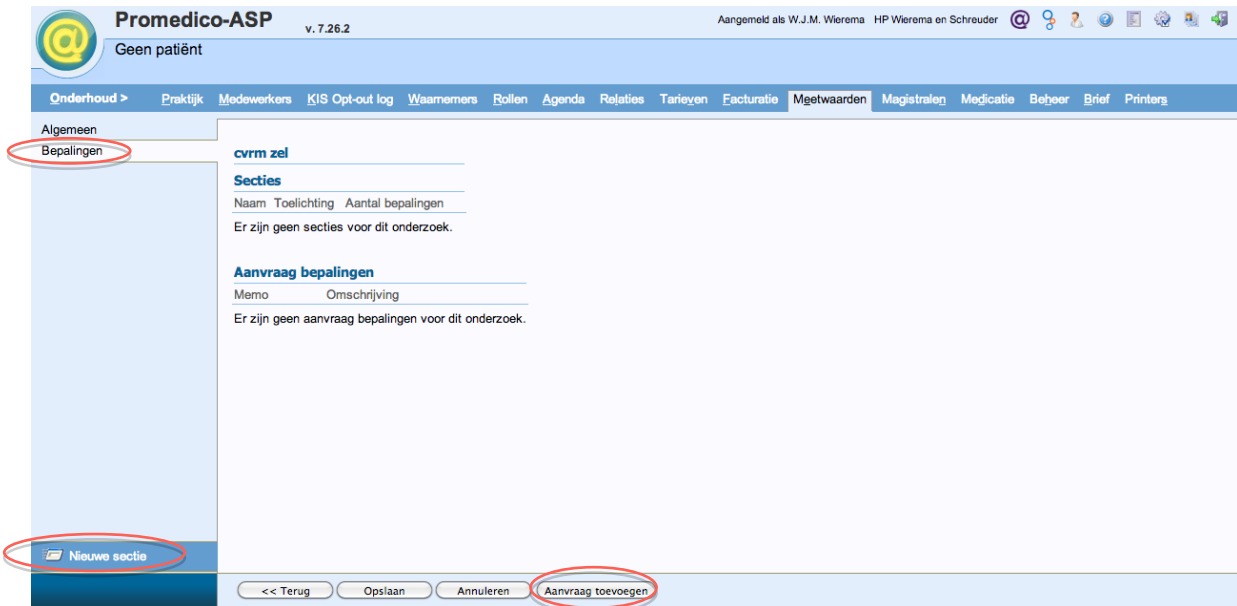 Promedico-ASP v. 7.26.2 Aangemeld als W.J.M. Wierema HP Wierema en Schreuder
Geen patiënt
Onderhoud > Praktijk Medewerkers KIS Opt-out log Waarnemers Rollen Agenda Relaties Tarieven Facturatie Meetwaarden Magistralen Medicatie Beheer Brief Printers
Algemeen
Bepalingen
cvrm zel
Secties
Naam Toelichting Aantal bepalingen
Er zijn geen secties voor dit onderzoek.
Aanvraag bepalingen
Memo Omschrijving
Er zijn geen aanvraag bepalingen voor dit onderzoek.
Nieuwe sectie
<< Terug Opslaan Annuleren Aanvraag toevoegen